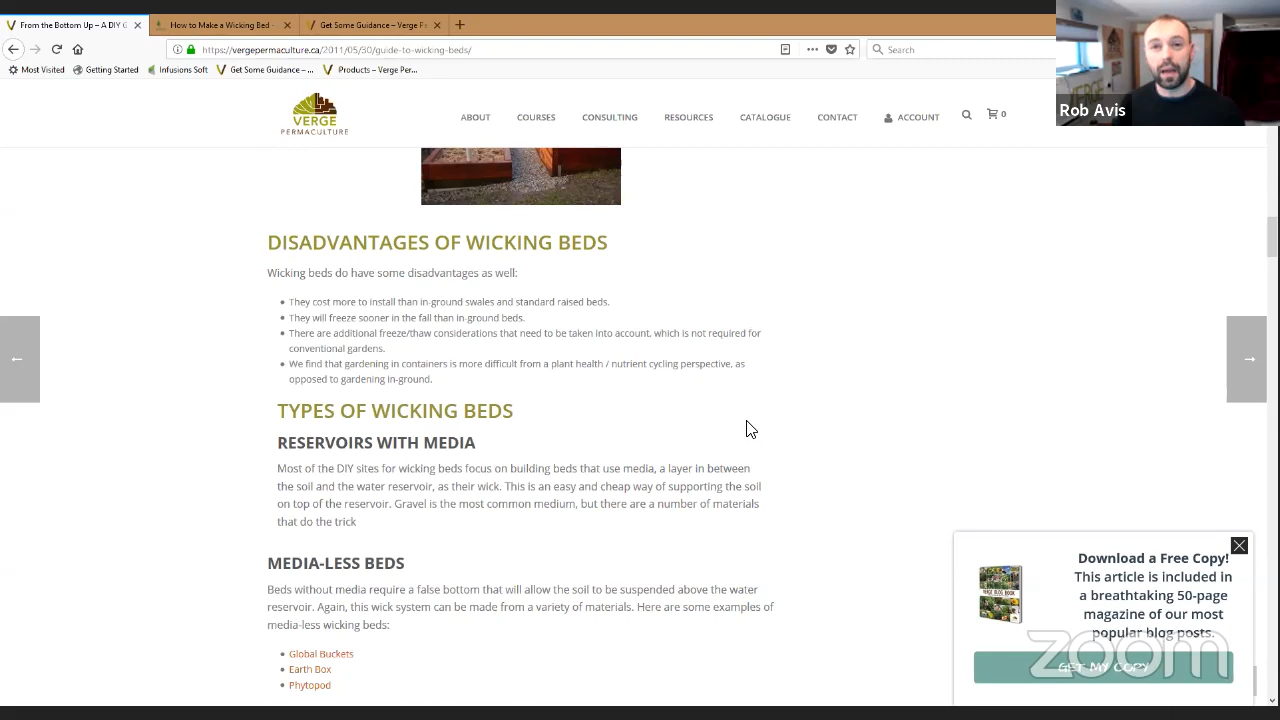 From the Bottom Up – A DIY G
How to Make a Wicking Bed -
Get Some Guidance – Verge Pe
https://vergepermaculture.ca/2011/05/30/guide-to-wicking-beds/
Search
Most Visited
Getting Started
Infusions Soft
Get Some Guidance – ...
Products – Verge Per...
Rob Avis
VERGE
PERMACULTURE
ABOUT
COURSES
CONSULTING
RESOURCES
CATALOGUE
CONTACT
ACCOUNT
0
DISADVANTAGES OF WICKING BEDS
Wicking beds do have some disadvantages as well:
They cost more to install than in-ground swales and standard raised beds.
They will freeze sooner in the fall than in-ground beds.
There are additional freeze/thaw considerations that need to be taken into account, which is not required for
conventional gardens.
We find that gardening in containers is more difficult from a plant health / nutrient cycling perspective, as
opposed to gardening in-ground.
TYPES OF WICKING BEDS
RESERVOIRS WITH MEDIA
Most of the DIY sites for wicking beds focus on building beds that use media, a layer in between
the soil and the water reservoir, as their wick. This is an easy and cheap way of supporting the soil
on top of the reservoir. Gravel is the most common medium, but there are a number of materials
that do the trick
MEDIA-LESS BEDS
Beds without media require a false bottom that will allow the soil to be suspended above the water
reservoir. Again, this wick system can be made from a variety of materials. Here are some examples of
media-less wicking beds:
Global Buckets
Earth Box
Phytopod
Download a Free Copy!
This article is included in
a breathtaking 50-page
magazine of our most
popular blog posts.
VERGE BLOG BOOK
GET MY COPY
zoom